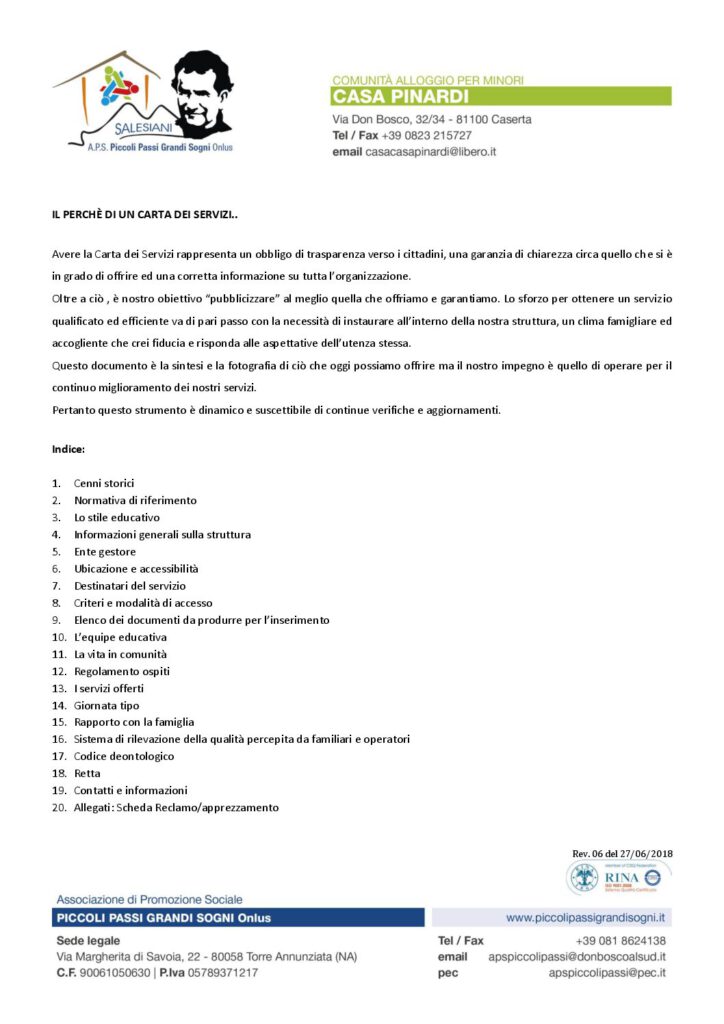 SALESIANI
A.P.S. Piccoli Passi Grandi Sogni Onlus
COMUNITÀ ALLOGGIO PER MINORI
CASA PINARDI
Via Don Bosco, 32/34 - 81100 Caserta
Tel / Fax +39 0823 215727
email casacasapinardi@libero.it
IL PERCHÈ DI UN CARTA DEI SERVIZI..
Avere la Carta dei Servizi rappresenta un obbligo di trasparenza verso i cittadini, una garanzia di chiarezza circa quello che si è
in grado di offrire ed una corretta informazione su tutta l'organizzazione.
Oltre a ciò , è nostro obiettivo "pubblicizzare" al meglio quella che offriamo e garantiamo. Lo sforzo per ottenere un servizio
qualificato ed efficiente va di pari passo con la necessità di instaurare all'interno della nostra struttura, un clima famigliare ed
accogliente che crei fiducia e risponda alle aspettative dell'utenza stessa.
Questo documento è la sintesi e la fotografia di ciò che oggi possiamo offrire ma il nostro impegno è quello di operare per il
continuo miglioramento dei nostri servizi.
Pertanto questo strumento è dinamico e suscettibile di continue verifiche e aggiornamenti.
Indice:
1. Cenni storici
2. Normativa di riferimento
3. Lo stile educativo
4. Informazioni generali sulla struttura
5. Ente gestore
6. Ubicazione e accessibilità
7. Destinatari del servizio
8. Criteri e modalità di accesso
9. Elenco dei documenti da produrre per l'inserimento
10. L'equipe educativa
11. La vita in comunità
12. Regolamento ospiti
13. I servizi offerti
14. Giornata tipo
15. Rapporto con la famiglia
16. Sistema di rilevazione della qualità percepita da familiari e operatori
17. Codice deontologico
18. Retta
19. Contatti e informazioni
20. Allegati: Scheda Reclamo/apprezzamento
Rev. 06 del 27/06/2018
member of CISQ Federation
RINA
ISO 9001:2008
Sistema Qualità Certificato
Associazione di Promozione Sociale
PICCOLI PASSI GRANDI SOGNI Onlus
www.piccolipassigrandisogni.it
Sede legale
Via Margherita di Savoia, 22 - 80058 Torre Annunziata (NA)
C.F. 90061050630 | P.Iva 05789371217
Tel / Fax +39 081 8624138
email apspiccolipassi@donboscoalsud.it
pec apspiccolipassi@pec.it